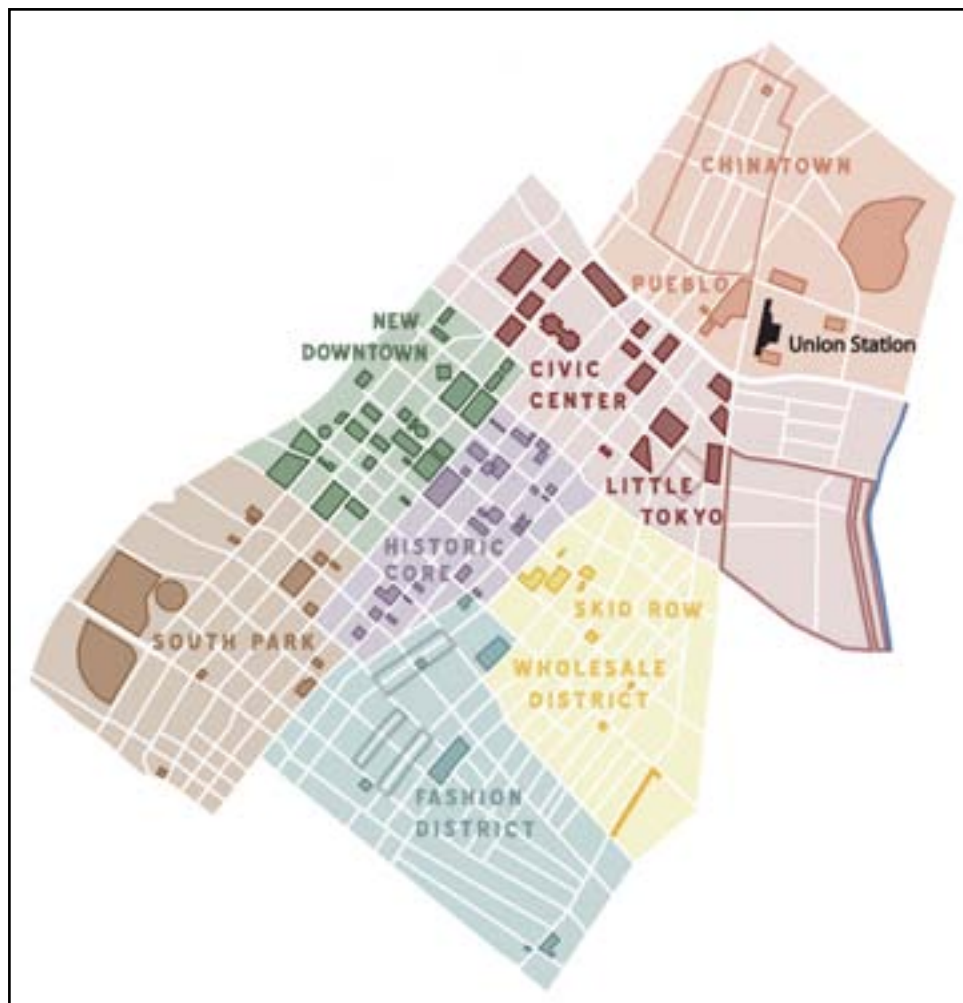 CHINATOWN
PUEBLO
Union Station
NEW
DOWNTOWN
CIVIC
CENTER
LITTLE
TOKYO
HISTORIC
CORE
SKID ROW
SOUTH PARK
WHOLESALE
DISTRICT
FASHION
DISTRICT